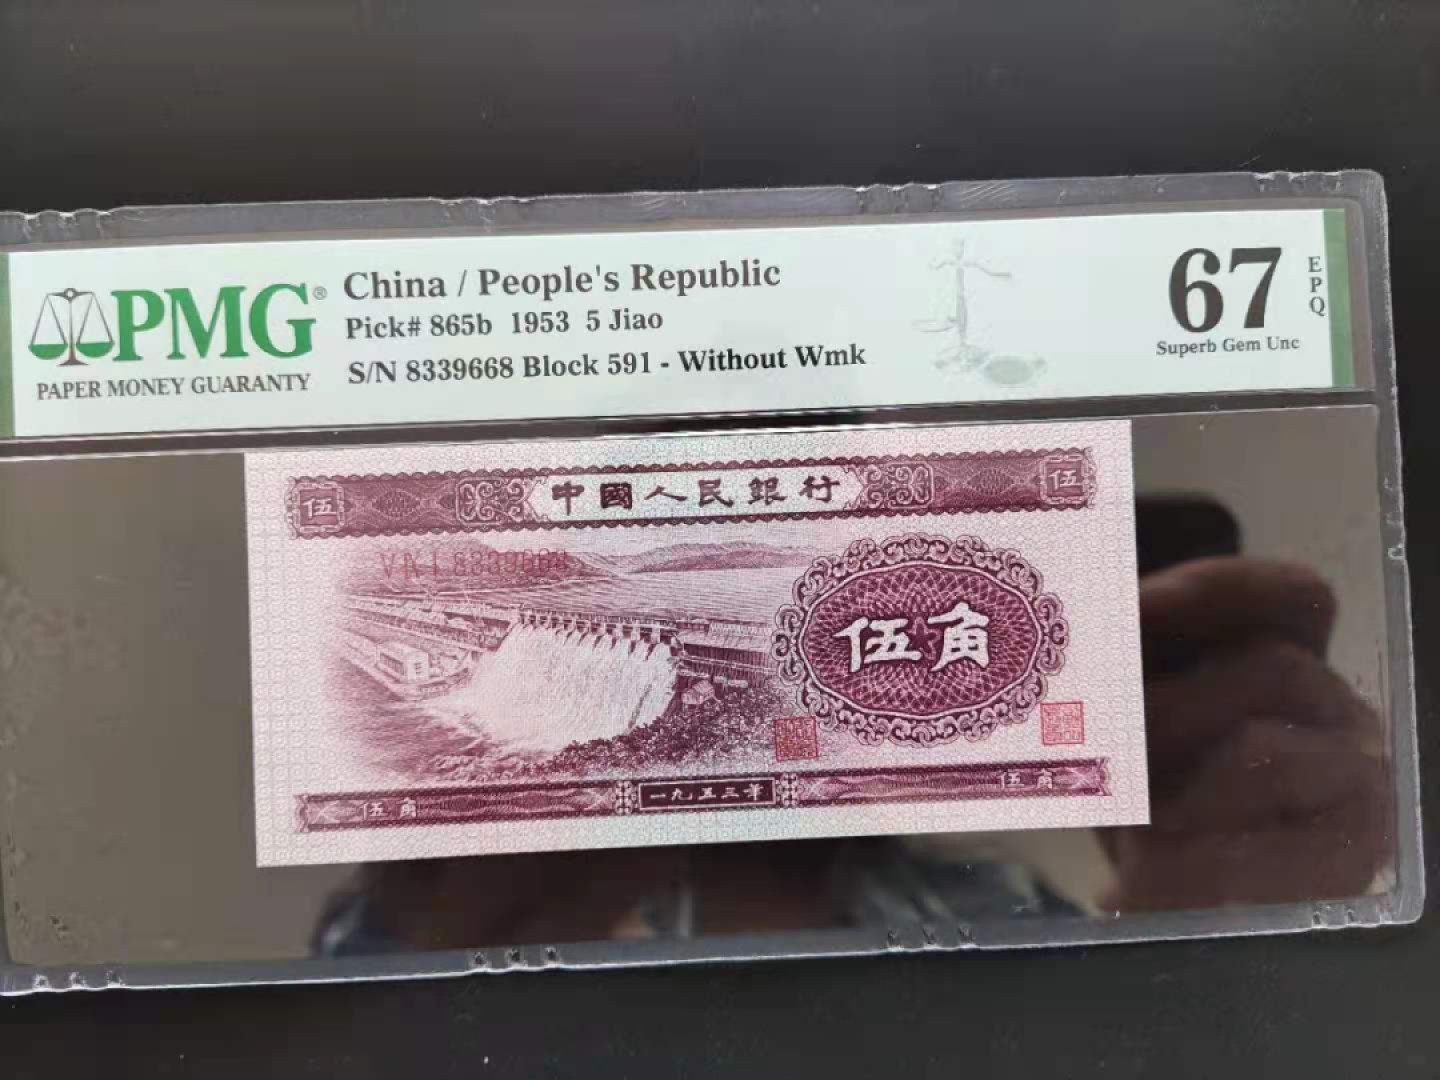 PMG®
PAPER MONEY GUARANTY
China / People's Republic
Pick# 865b 1953 5 Jiao
S/N 8339668 Block 591 - Without Wmk
67
EPQ
Superb Gem Unc
伍
中國人民銀行
伍
伍角
伍角
一九五三年
伍角